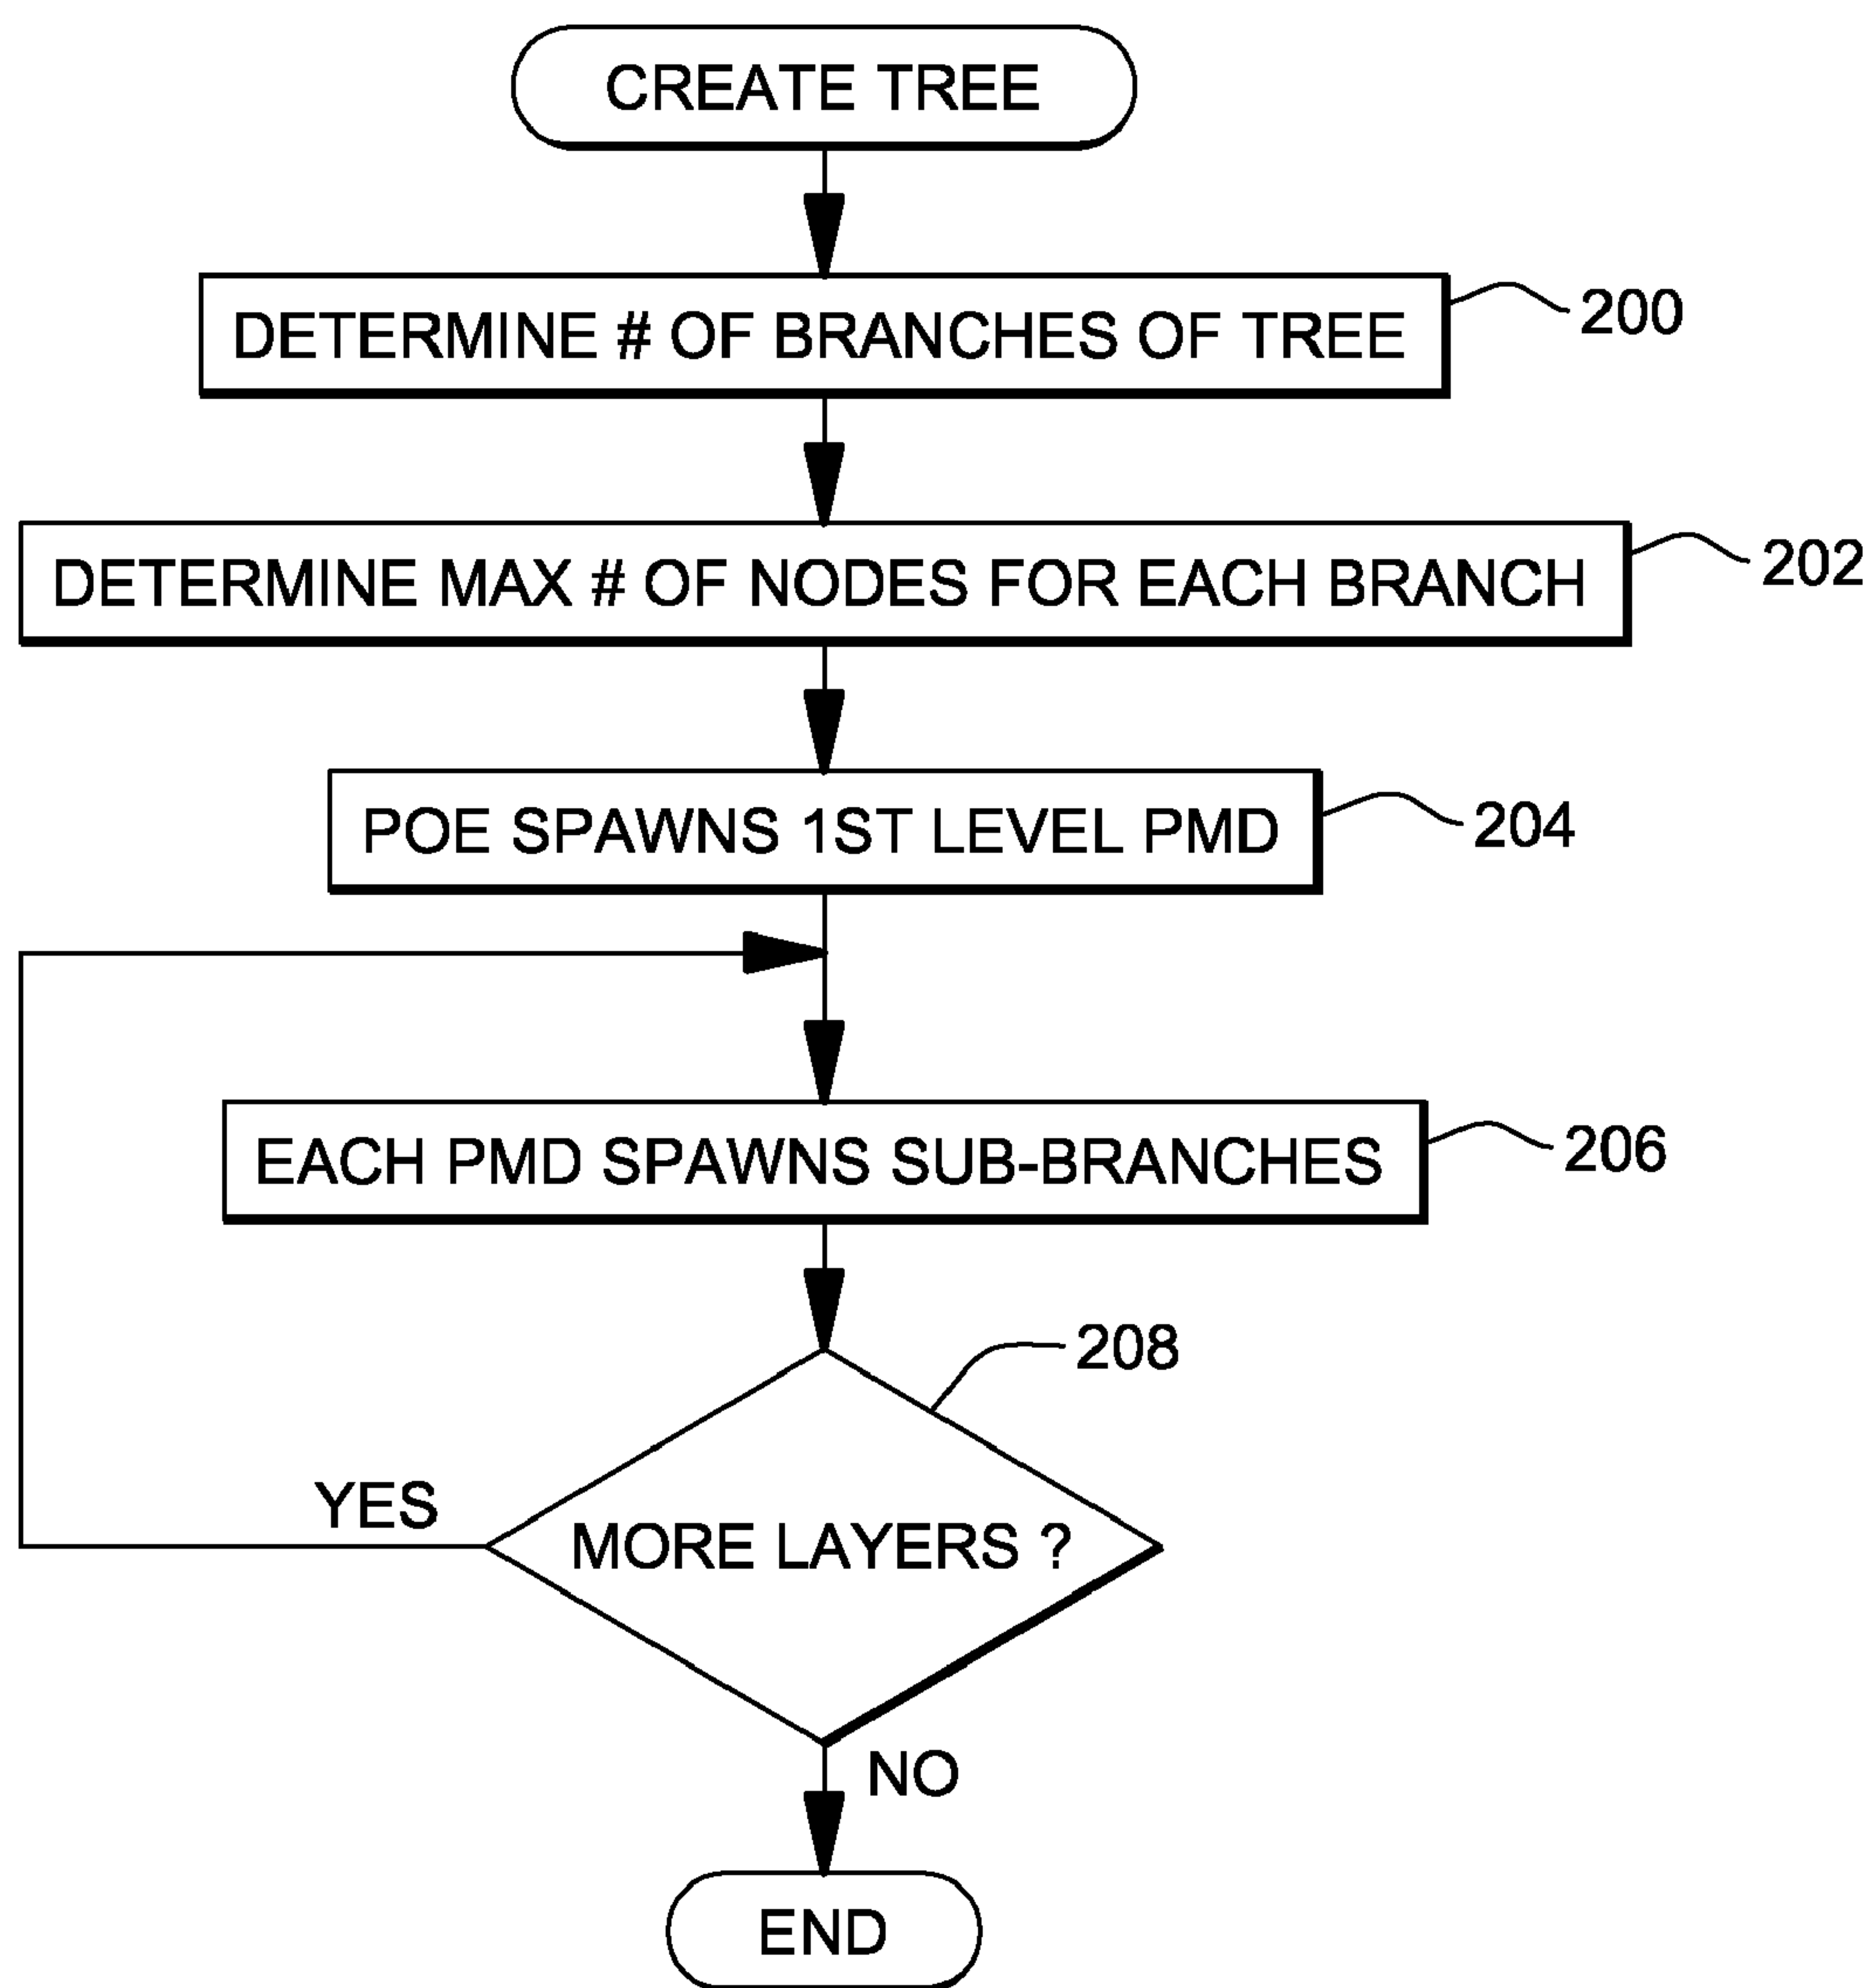 CREATE TREE
DETERMINE # OF BRANCHES OF TREE
200
DETERMINE MAX # OF NODES FOR EACH BRANCH
202
POE SPAWNS 1ST LEVEL PMD
204
EACH PMD SPAWNS SUB-BRANCHES
206
208
YES
MORE LAYERS ?
NO
END